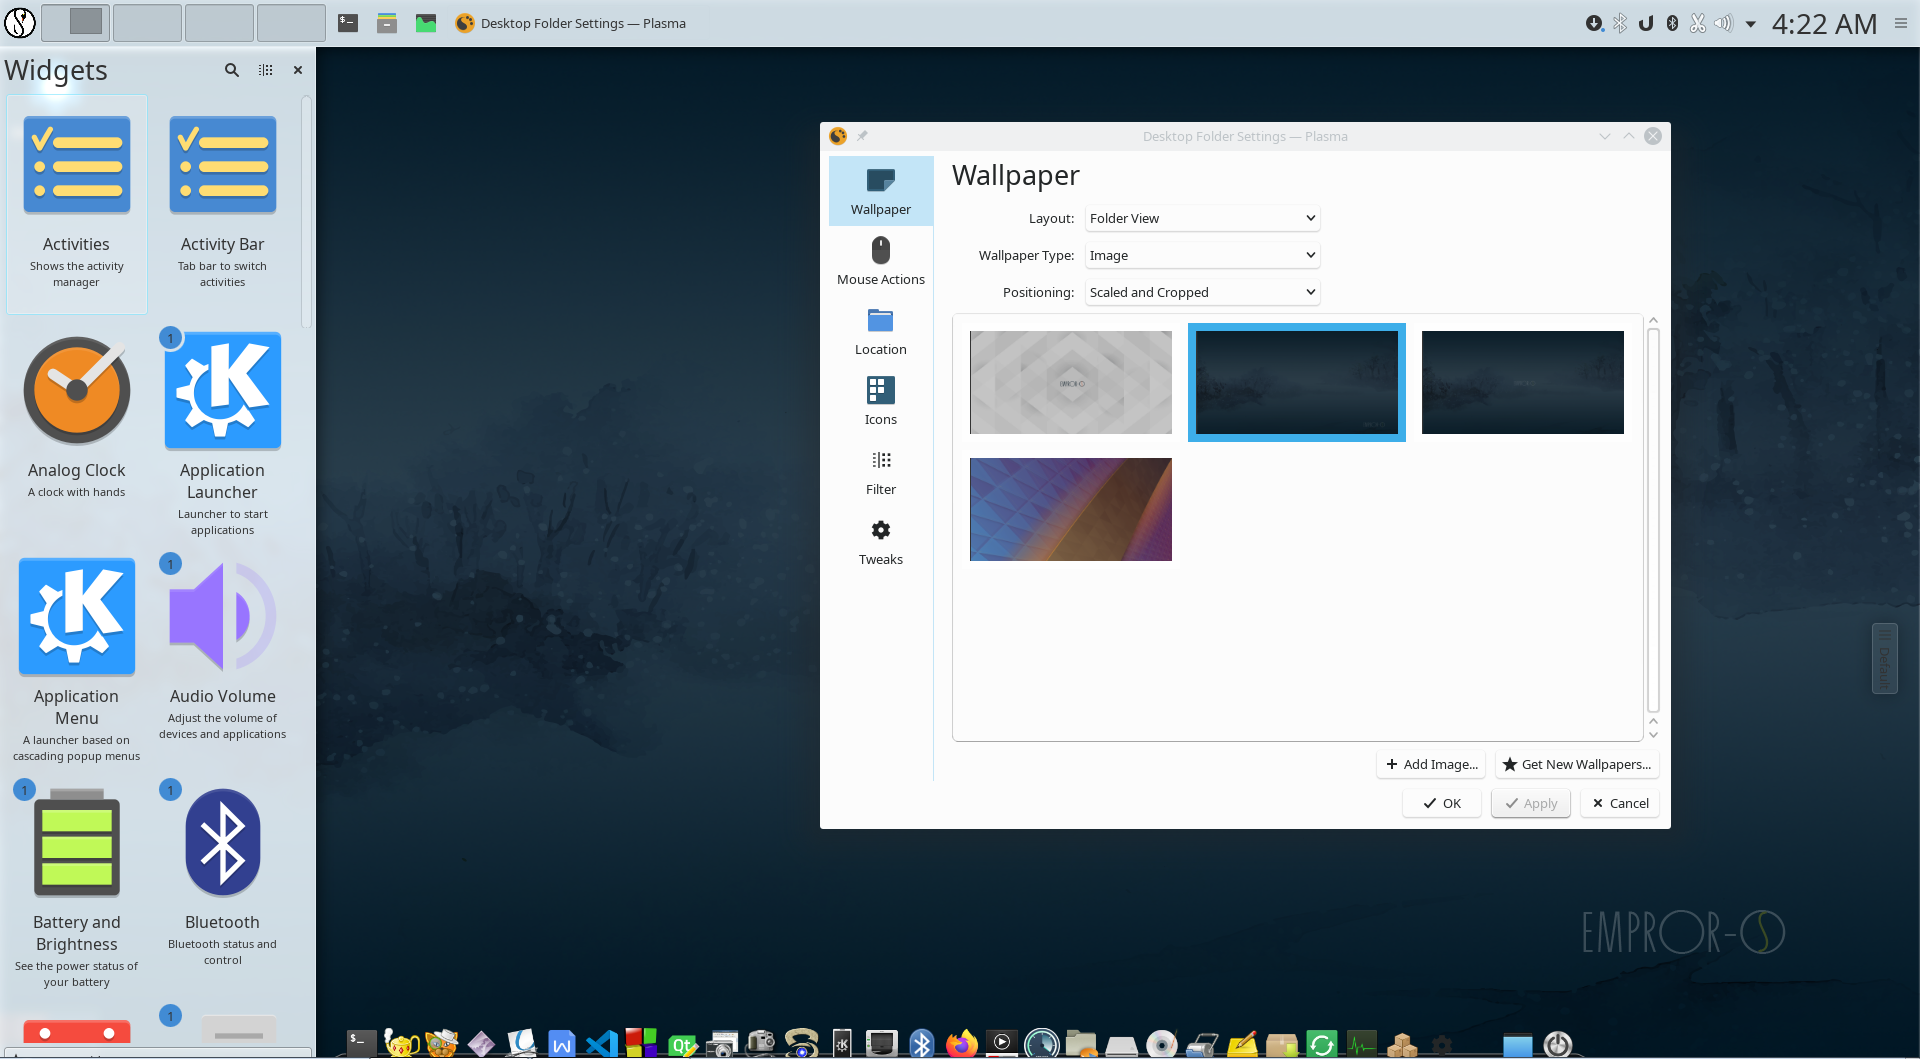 Desktop Folder Settings — Plasma
4:22 AM
Widgets
Activities
Shows the activity
manager
Activity Bar
Tab bar to switch
activities
Analog Clock
A clock with hands
1
Application
Launcher
Launcher to start
applications
Application
Menu
A launcher based on
cascading popup menus
1
Audio Volume
Adjust the volume of
devices and applications
1
Battery and
Brightness
See the power status of
your battery
1
Bluetooth
Bluetooth status and
control
1
Desktop Folder Settings — Plasma
Wallpaper
Mouse Actions
Location
Icons
Filter
Tweaks
Wallpaper
Layout: Folder View
Wallpaper Type: Image
Positioning: Scaled and Cropped
EMPROR-O
Add Image...
Get New Wallpapers...
OK
Apply
Cancel
Default
EMPROR-OS
Qt